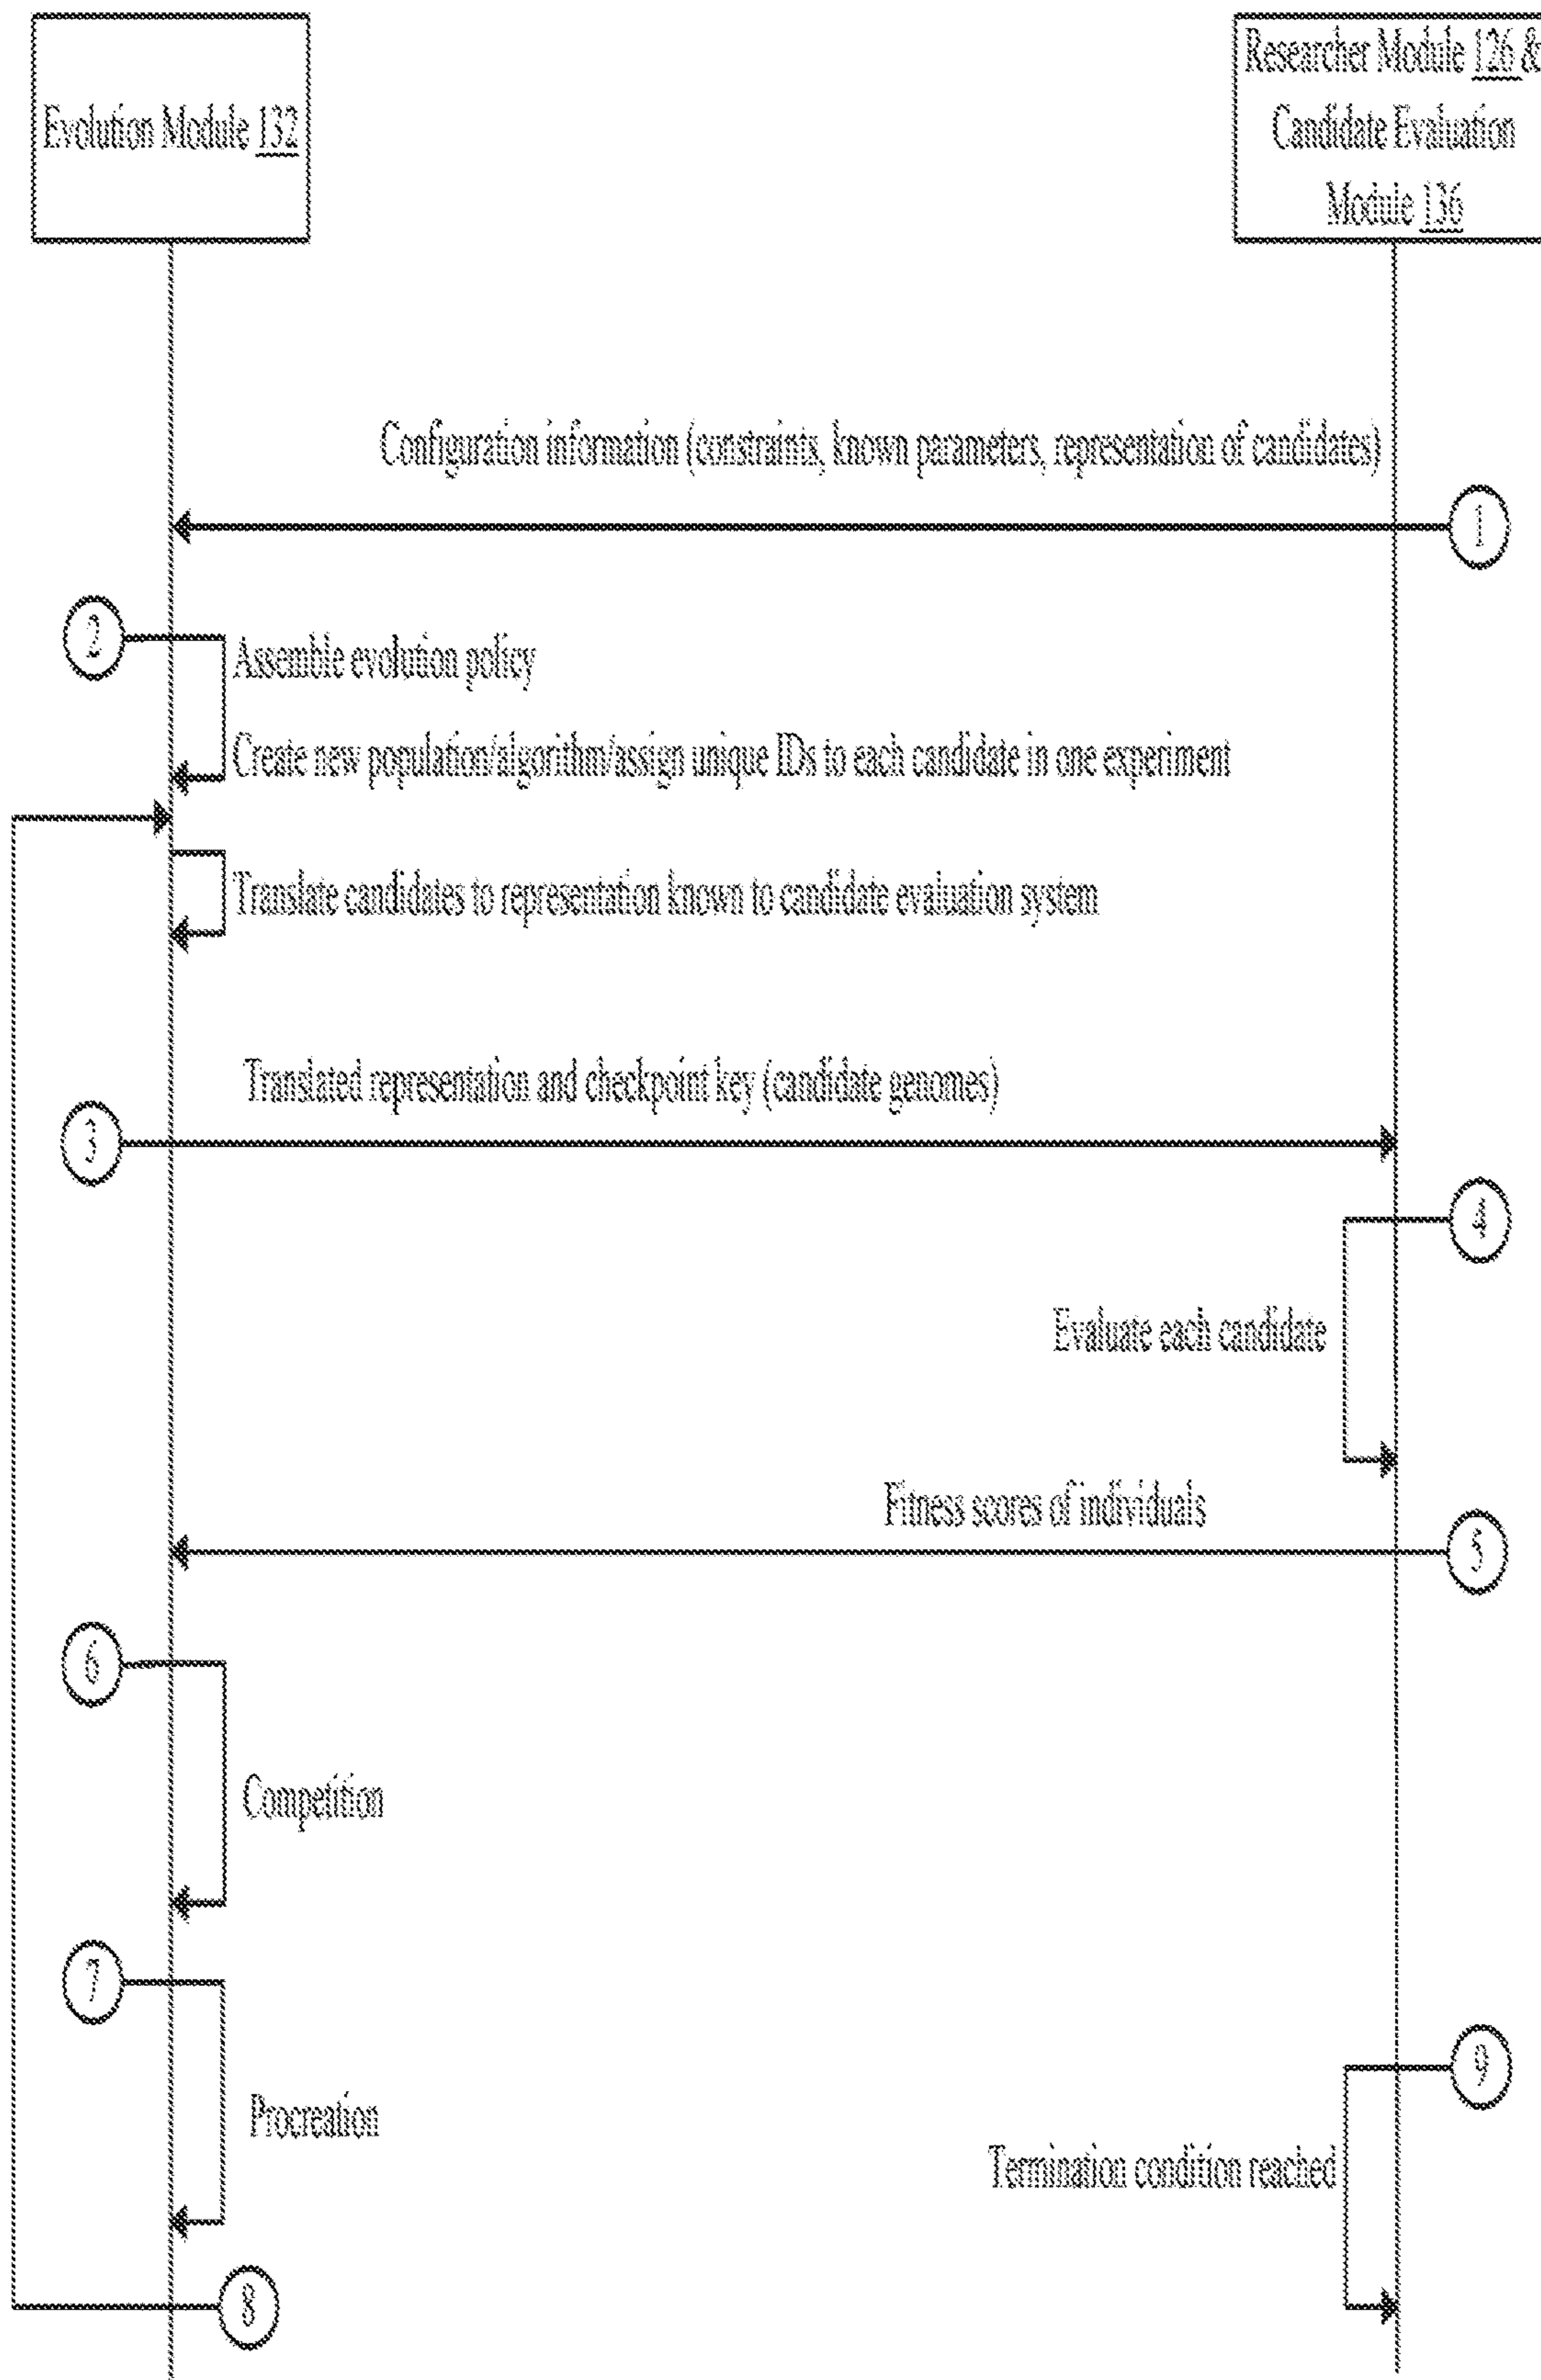 Evolution Module 132
Researcher Module 126 &
Candidate Evaluation
Module 136
Configuration information (constraints, known parameters, representation of candidates)
1
2
Assemble evolution policy
Create new population/algorithm/assign unique IDs to each candidate in one experiment
Translate candidates to representation known to candidate evaluation system
Translated representation and checkpoint key (candidate genomes)
3
4
Evaluate each candidate
Fitness scores of individuals
5
6
Competition
7
9
Procreation
Termination condition reached
8